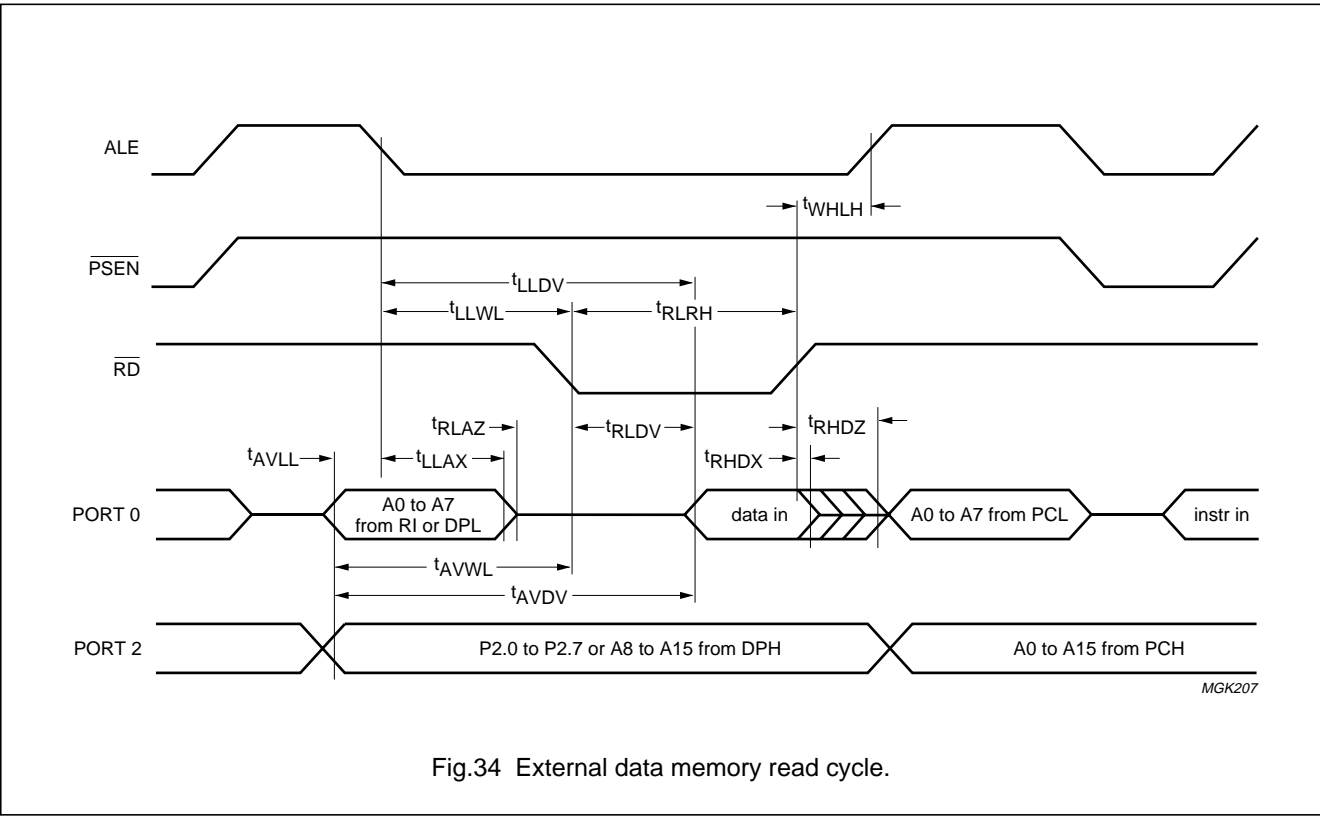 ALE
tWHLH
PSEN
tLLDV
tLLWL
tRLRH
RD
tRLAZ
tRLDV
tRHDZ
tAVLL
tLLAX
tRHDX
PORT 0
A0 to A7
from RI or DPL
data in
A0 to A7 from PCL
instr in
tAVWL
tAVDV
PORT 2
P2.0 to P2.7 or A8 to A15 from DPH
A0 to A15 from PCH
MGK207
Fig.34 External data memory read cycle.